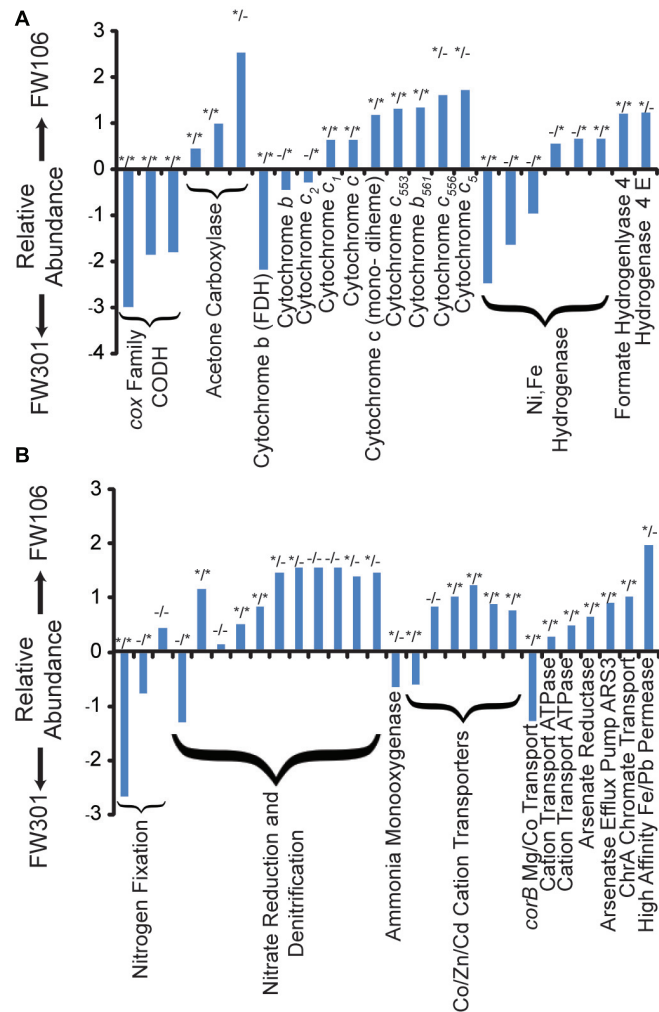 A
FW301 Relative Abundance FW106
3
2
1
0
-1
-2
-3
-4
*/* */* */* */* */* */- */* -/* -/* */* */* */* */* */* */- */- */* -/* -/* -/* -/* */* */* */-
cox Family CODH
Acetone Carboxylase
Cytochrome b (FDH)
Cytochrome b
Cytochrome c2
Cytochrome c1
Cytochrome c
Cytochrome c (mono- diheme)
Cytochrome c553
Cytochrome b561
Cytochrome c556
Cytochrome c5
Ni,Fe Hydrogenase
Formate Hydrogenlyase 4
Hydrogenase 4 E
B
FW301 Relative Abundance FW106
3
2
1
0
-1
-2
-3
*/* -/* -/- -/* */* -/- */* */* */- */- -/- -/- */- */- */- */* -/- */* */* */* */* */* */* */* */* */* */* */-
Nitrogen Fixation
Nitrate Reduction and Denitrification
Ammonia Monooxygenase
Co/Zn/Cd Cation Transporters
corB Mg/Co Transport
Cation Transport ATPase
Cation Transport ATPase
Arsenate Reductase
Arsenatse Efflux Pump ARS3
ChrA Chromate Transport
High Affinity Fe/Pb Permease